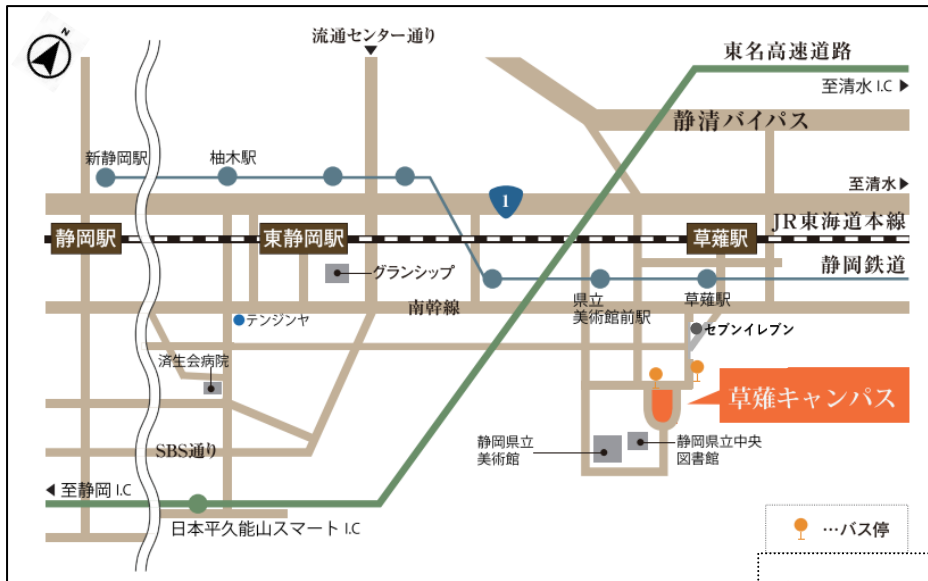 N
流通センター通り
東名高速道路
至清水 I.C
静清バイパス
新静岡駅
柚木駅
至清水
1
JR東海道本線
静岡駅
東静岡駅
草薙駅
グランシップ
静岡鉄道
南幹線
県立
美術館前駅
草薙駅
テンジンヤ
セブンイレブン
済生会病院
草薙キャンパス
SBS通り
静岡県立
美術館
静岡県立中央
図書館
至静岡 I.C
日本平久能山スマート I.C
…バス停